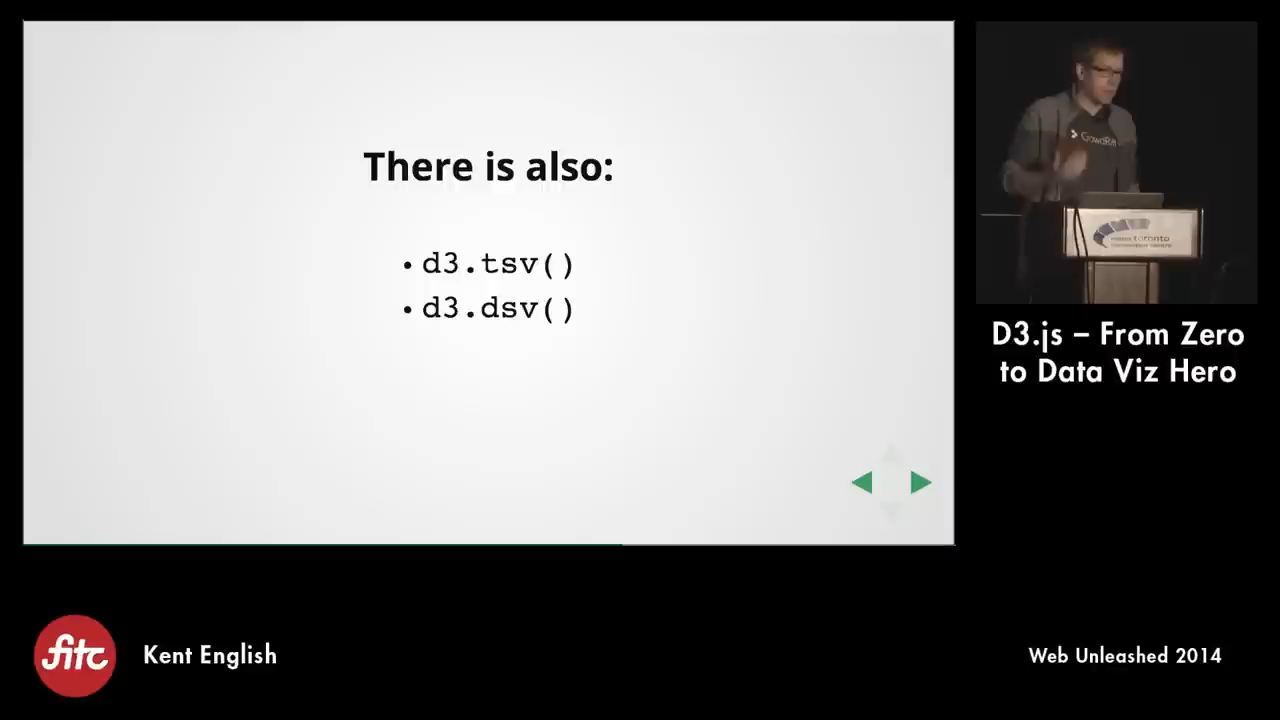 There is also:
• d3.tsv()
• d3.dsv()
D3.js – From Zero
to Data Viz Hero
fitc
Kent English
Web Unleashed 2014